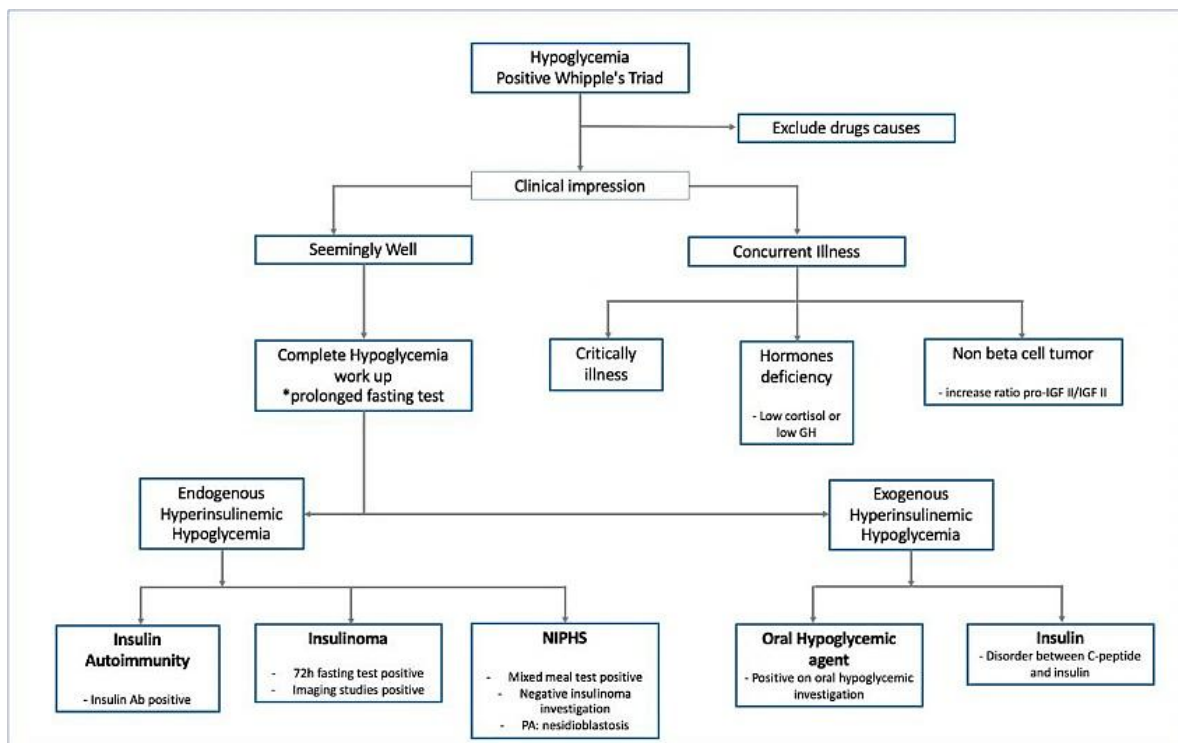 Hypoglycemia
Positive Whipple's Triad
Exclude drugs causes
Clinical impression
Seemingly Well
Concurrent Illness
Complete Hypoglycemia
work up
*prolonged fasting test
Critically
illness
Hormones
deficiency
- Low cortisol or
low GH
Non beta cell tumor
- increase ratio pro-IGF II/IGF II
Endogenous
Hyperinsulinemic
Hypoglycemia
Exogenous
Hyperinsulinemic
Hypoglycemia
Insulin
Autoimmunity
- Insulin Ab positive
Insulinoma
- 72h fasting test positive
- Imaging studies positive
NIPHS
- Mixed meal test positive
- Negative insulinoma
investigation
- PA: nesidioblastosis
Oral Hypoglycemic
agent
- Positive on oral hypoglycemic
investigation
Insulin
- Disorder between C-peptide
and insulin